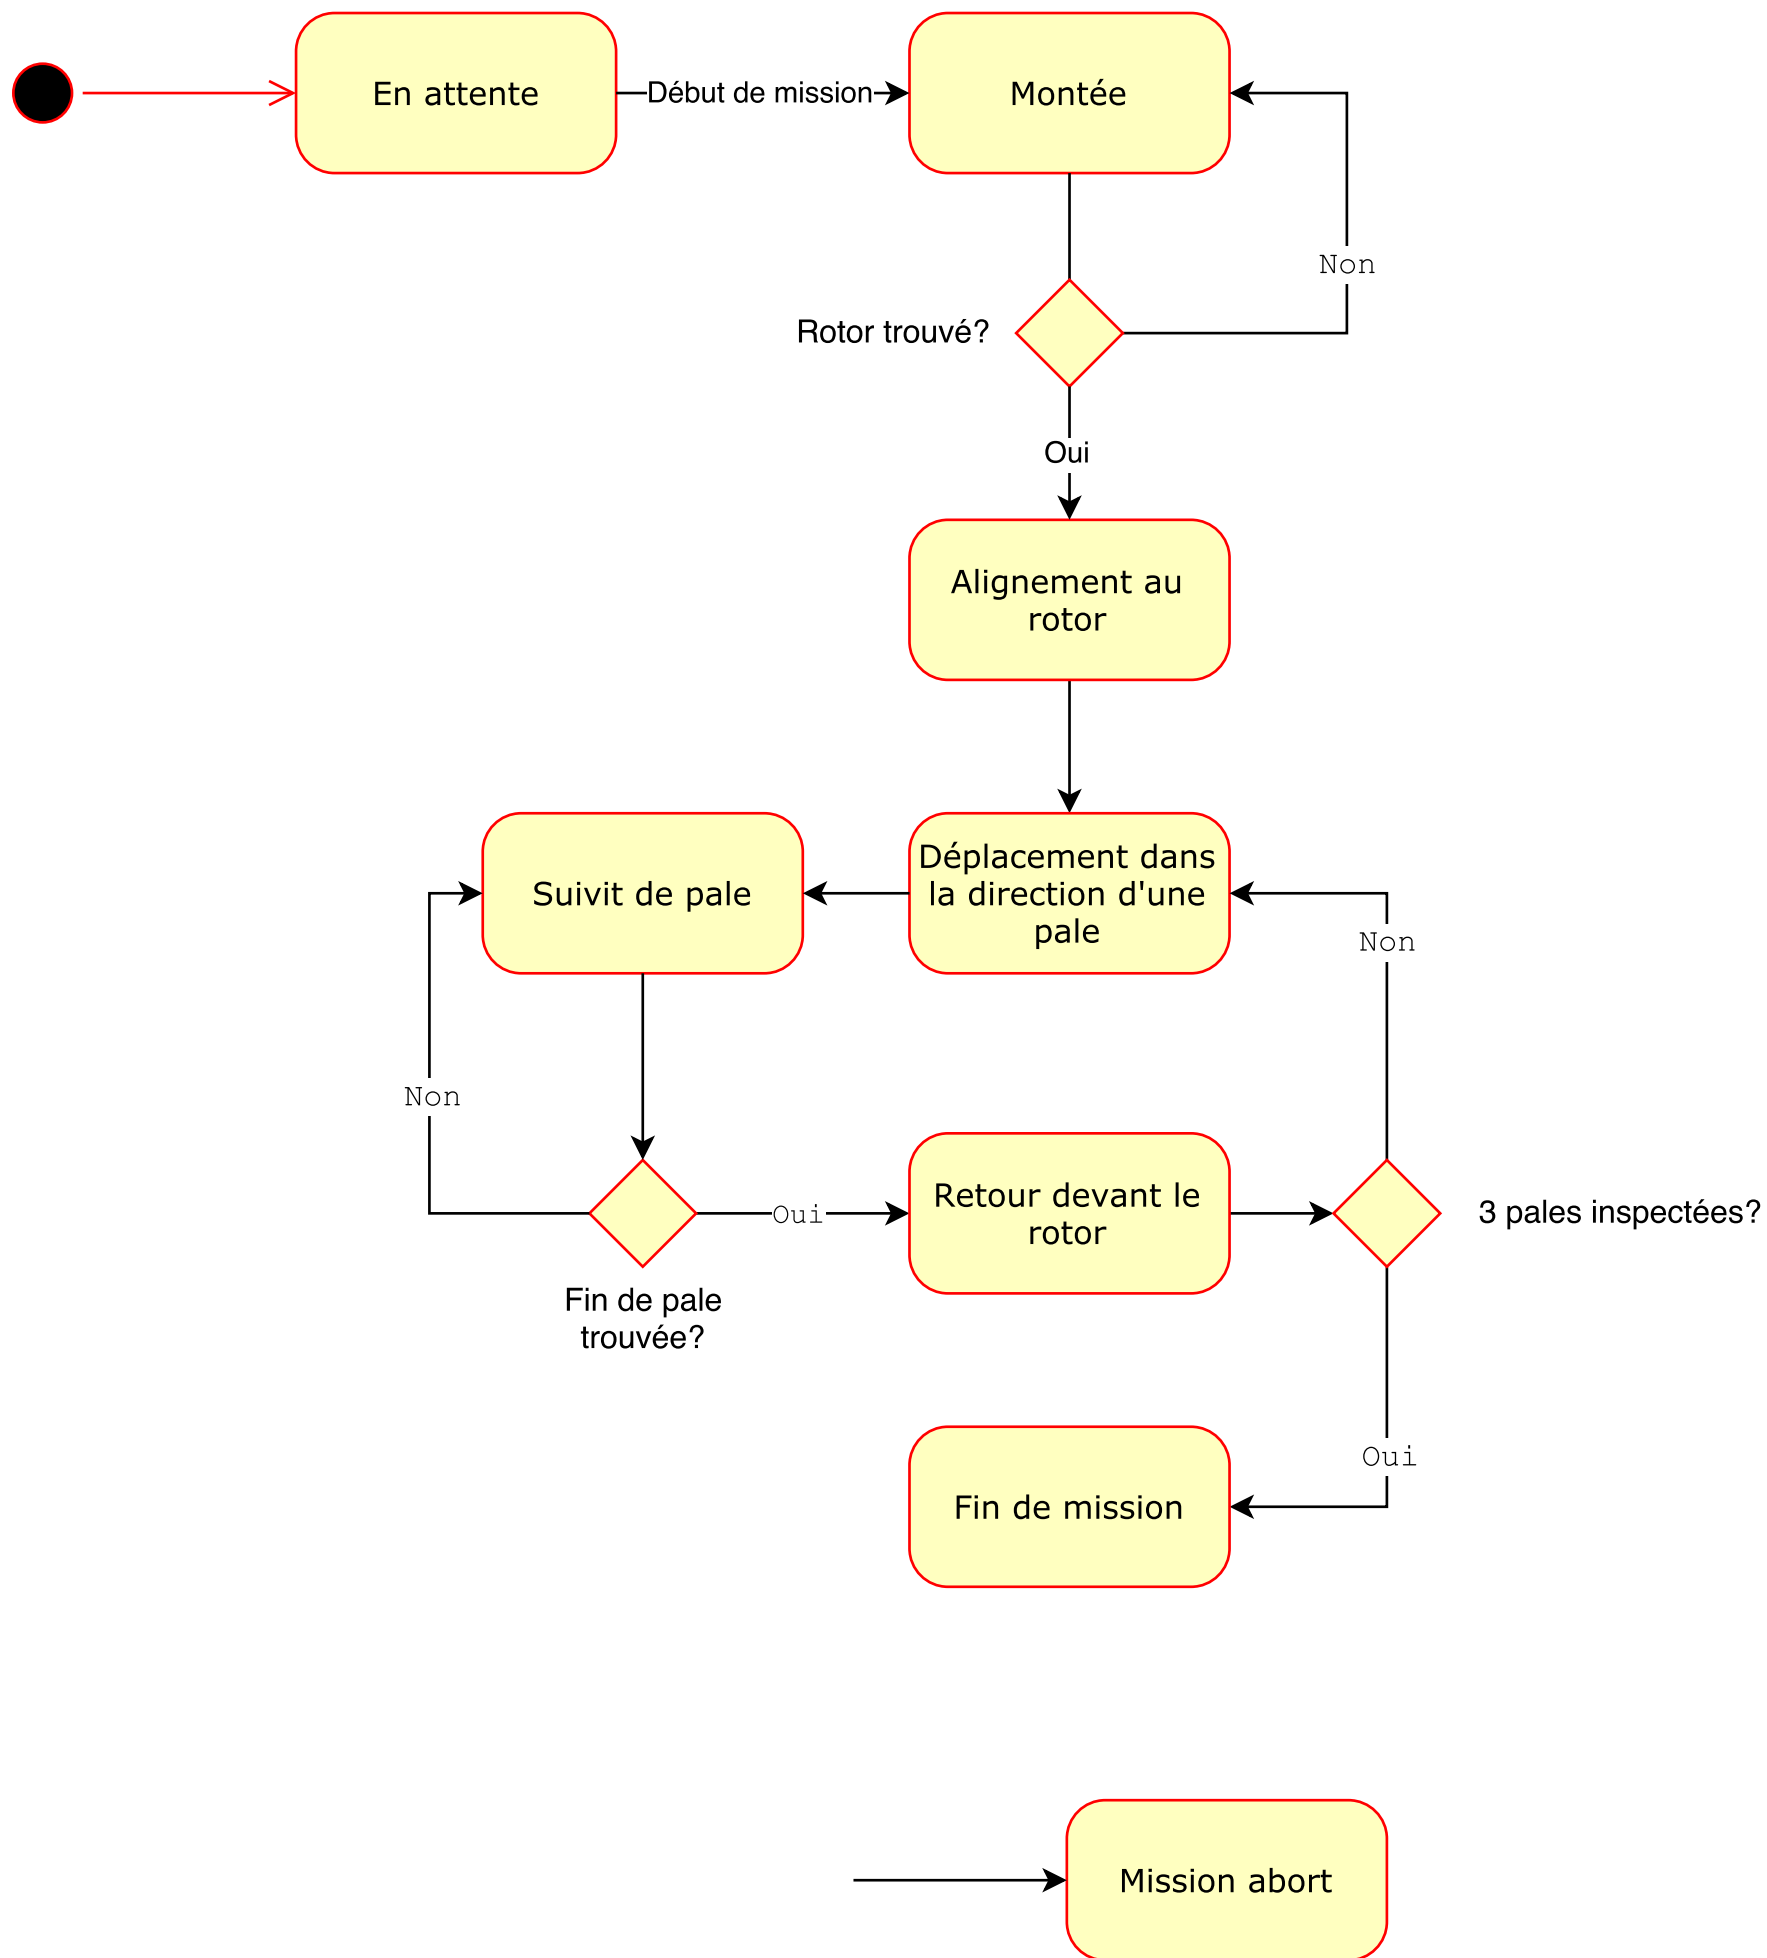 En attente
Début de mission
Montée
Non
Rotor trouvé?
Oui
Alignement au
rotor
Suivit de pale
Déplacement dans
la direction d'une
pale
Non
Non
Oui
Retour devant le
rotor
3 pales inspectées?
Fin de pale
trouvée?
Oui
Fin de mission
Mission abort